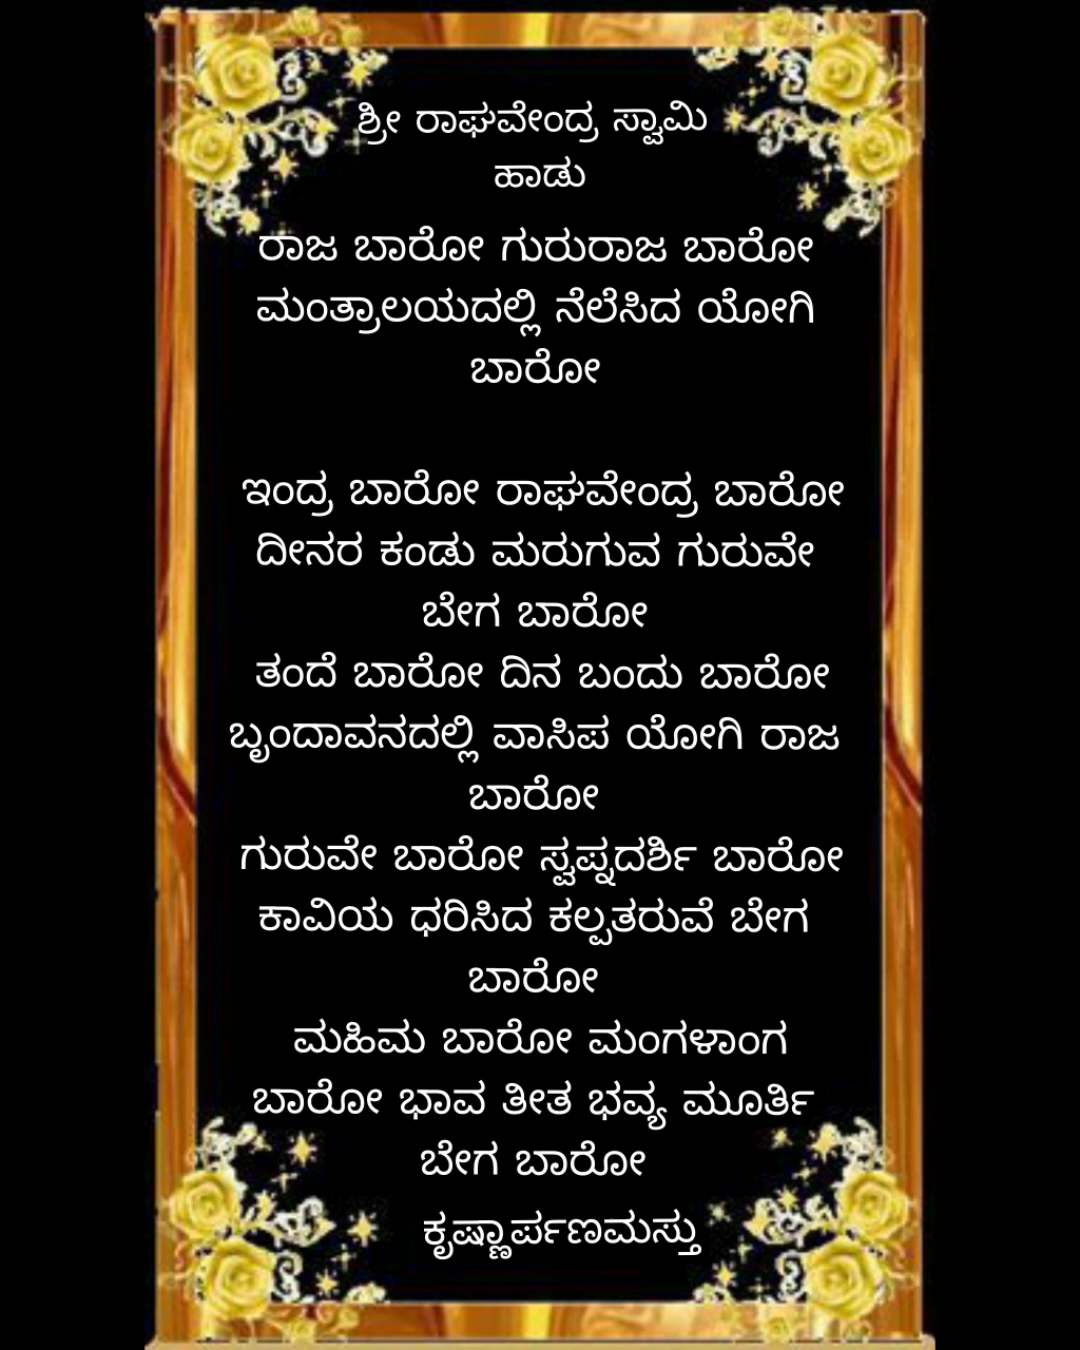 ಶ್ರೀ ರಾಘವೇಂದ್ರ ಸ್ವಾಮಿ
ಹಾಡು
ರಾಜ ಬಾರೋ ಗುರುರಾಜ ಬಾರೋ
ಮಂತ್ರಾಲಯದಲ್ಲಿ ನೆಲೆಸಿದ ಯೋಗಿ
ಬಾರೋ
ಇಂದ್ರ ಬಾರೋ ರಾಘವೇಂದ್ರ ಬಾರೋ
ದೀನರ ಕಂಡು ಮರುಗುವ ಗುರುವೇ
ಬೇಗ ಬಾರೋ
ತಂದೆ ಬಾರೋ ದಿನ ಬಂದು ಬಾರೋ
ಬೃಂದಾವನದಲ್ಲಿ ವಾಸಿಪ ಯೋಗಿ ರಾಜ
ಬಾರೋ
ಗುರುವೇ ಬಾರೋ ಸ್ವಪ್ನದರ್ಶಿ ಬಾರೋ
ಕಾವಿಯ ಧರಿಸಿದ ಕಲ್ಪತರುವೆ ಬೇಗ
ಬಾರೋ
ಮಹಿಮ ಬಾರೋ ಮಂಗಳಾಂಗ
ಬಾರೋ ಭಾವ ತೀತ ಭವ್ಯ ಮೂರ್ತಿ
ಬೇಗ ಬಾರೋ
ಕೃಷ್ಣಾರ್ಪಣಮಸ್ತು